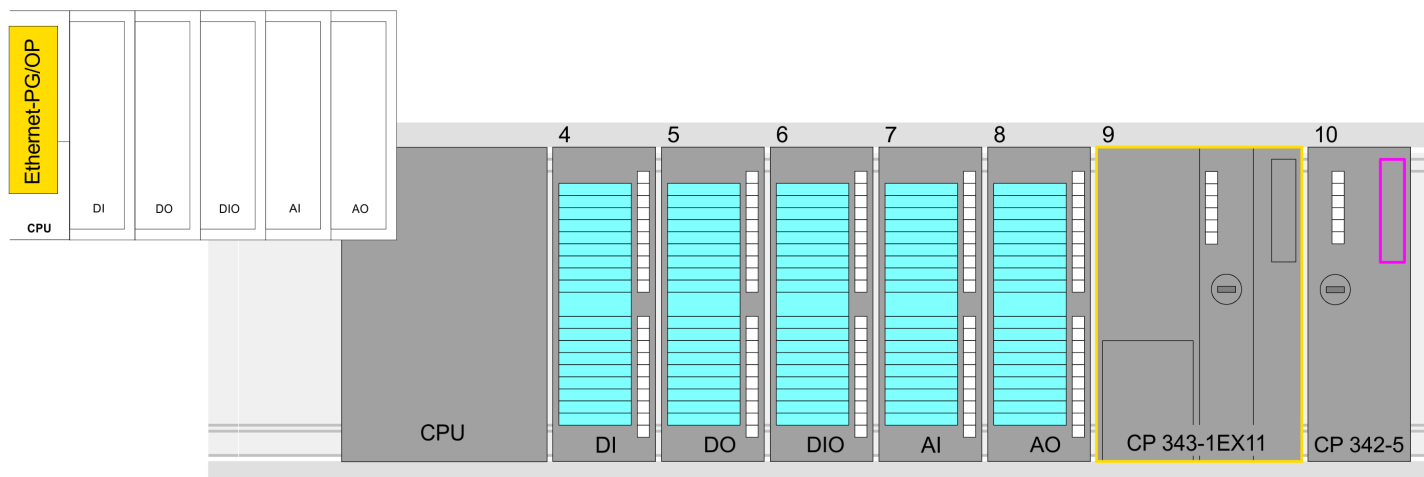 Ethernet-PG/OP
CPU
DI
DO
DIO
AI
AO
4
5
6
7
8
9
10
CPU
DI
DO
DIO
AI
AO
CP 343-1EX11
CP 342-5